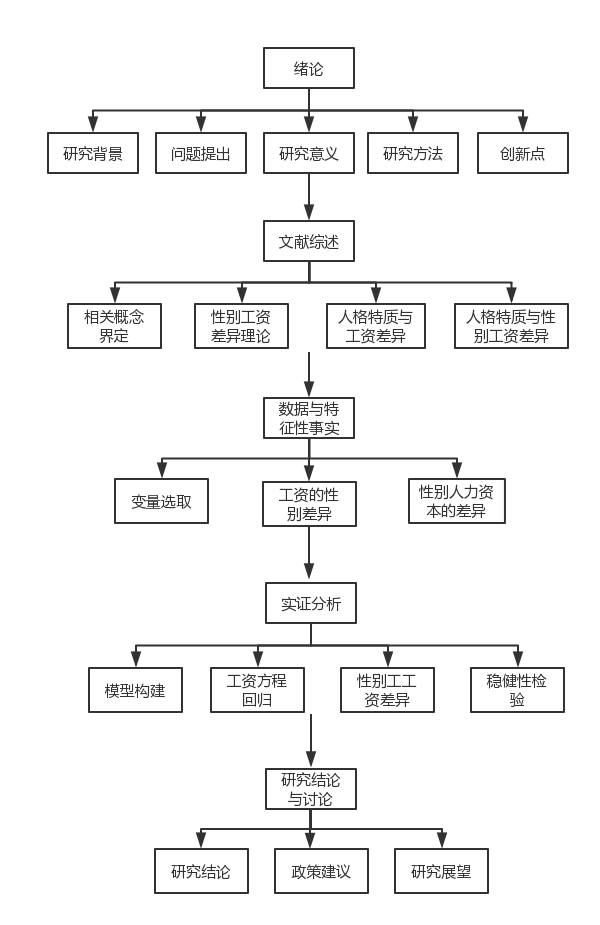 绪论
研究背景
问题提出
研究意义
研究方法
创新点
文献综述
相关概念
界定
性别工资
差异理论
人格特质与
工资差异
人格特质与性
别工资差异
数据与特
征性事实
变量选取
工资的性
别差异
性别人力资
本的差异
实证分析
模型构建
工资方程
回归
性别工工
资差异
稳健性检
验
研究结论
与讨论
研究结论
政策建议
研究展望